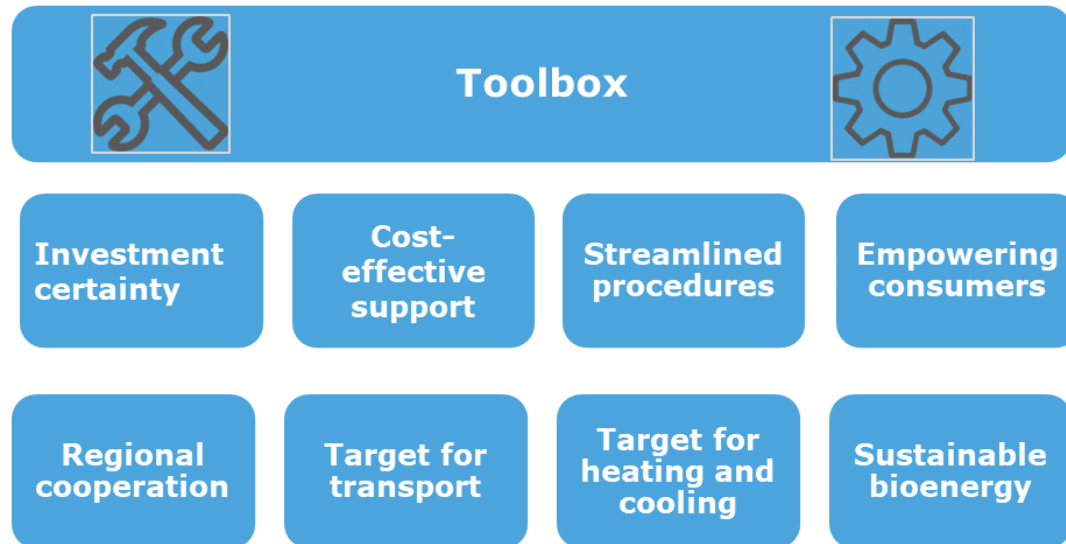 Toolbox
Investment
certainty
Cost-
effective
support
Streamlined
procedures
Empowering
consumers
Regional
cooperation
Target for
transport
Target for
heating and
cooling
Sustainable
bioenergy